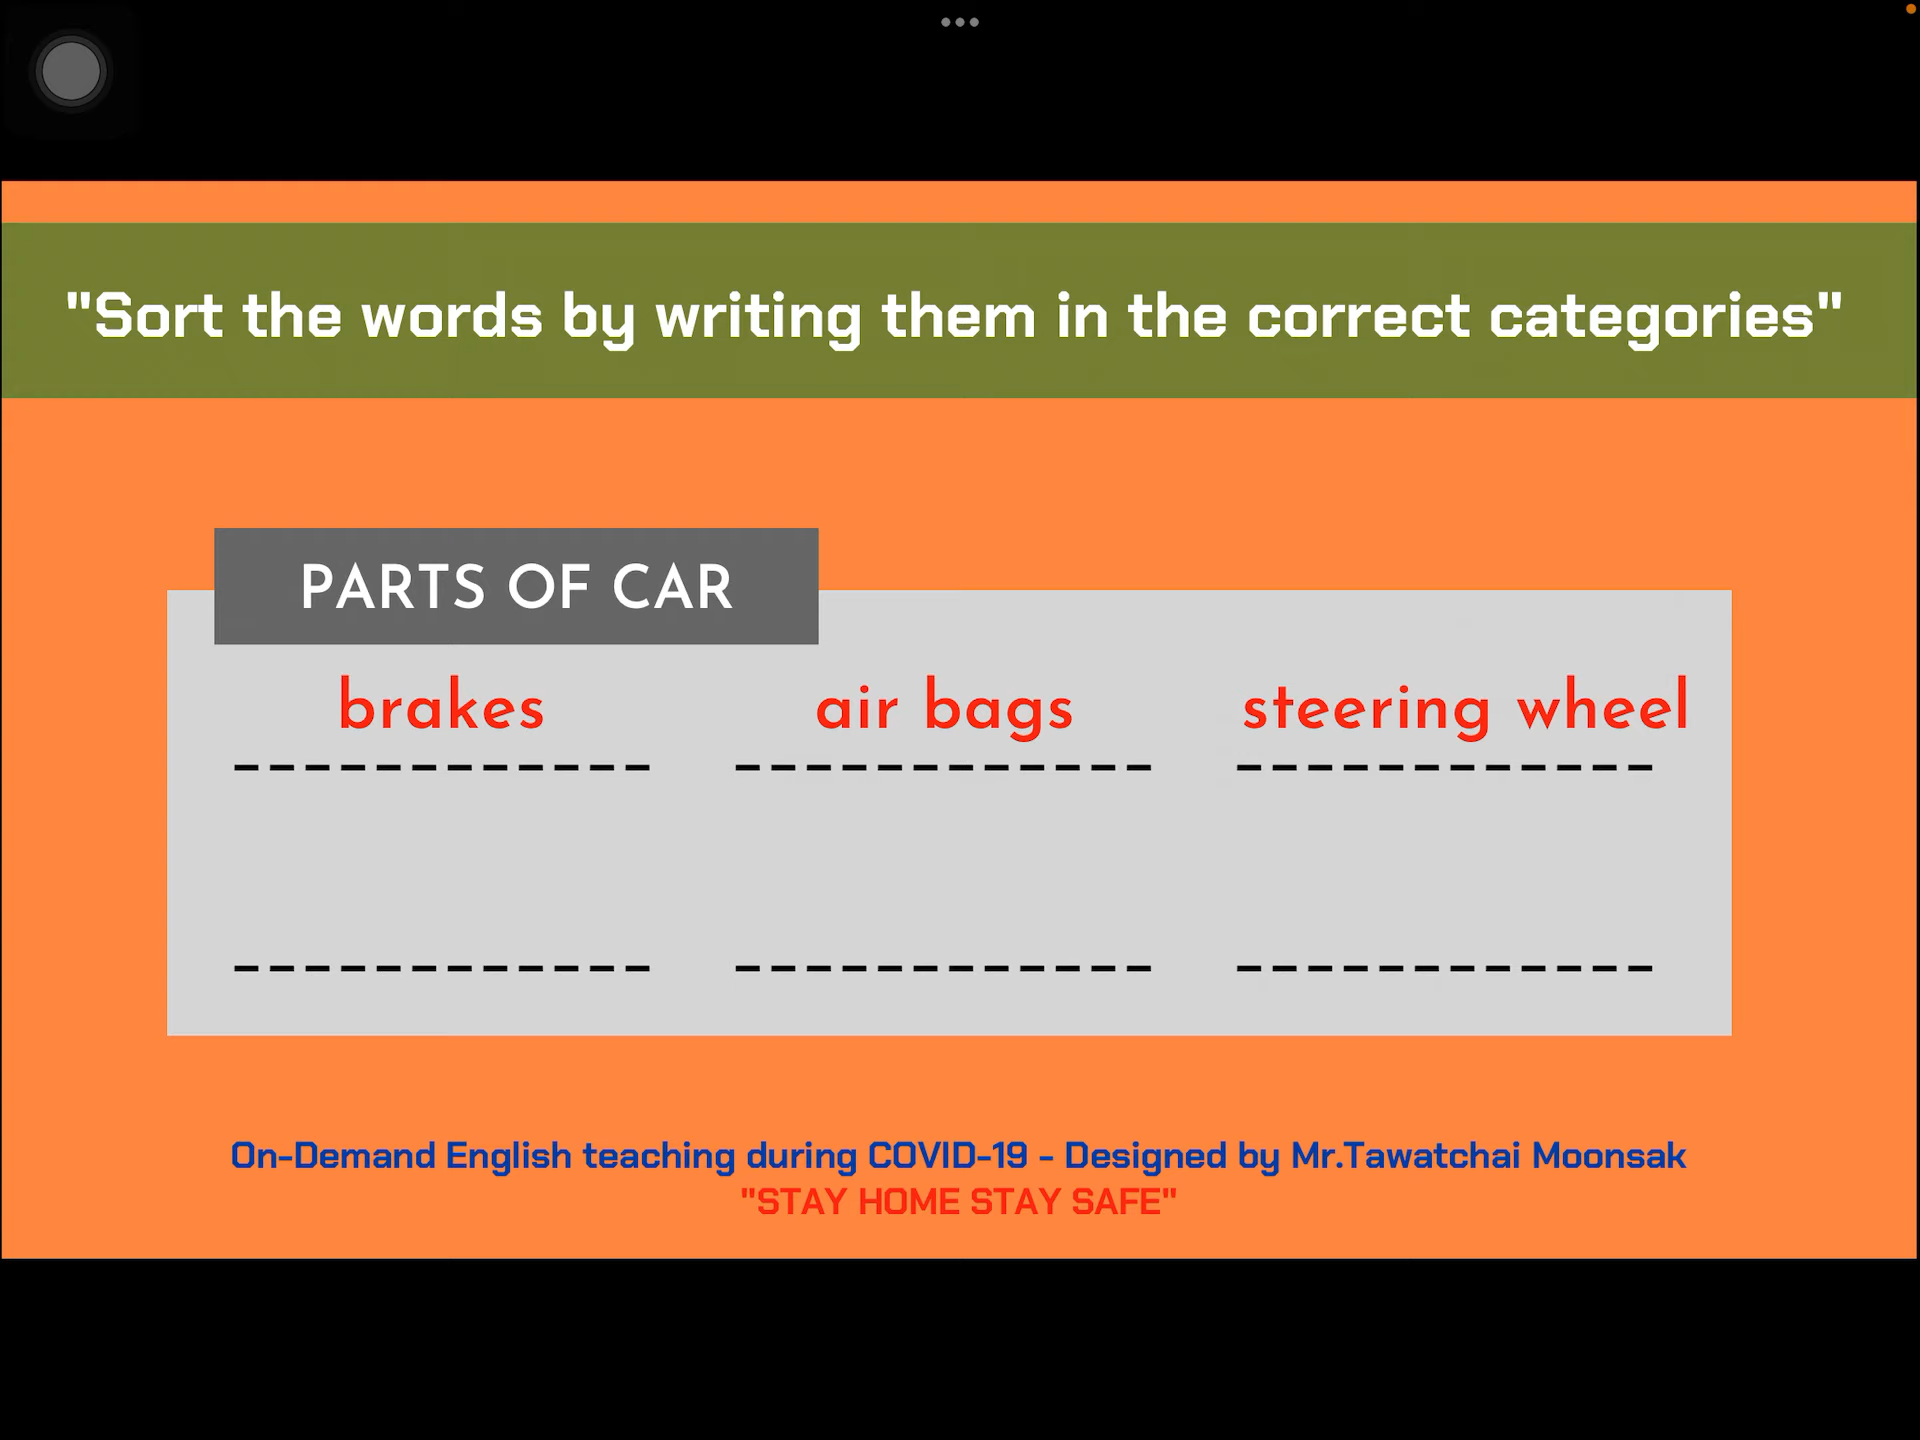 "Sort the words by writing them in the correct categories"
PARTS OF CAR
brakes air bags steering wheel
On-Demand English teaching during COVID-19 - Designed by Mr.Tawatchai Moonsak
"STAY HOME STAY SAFE"